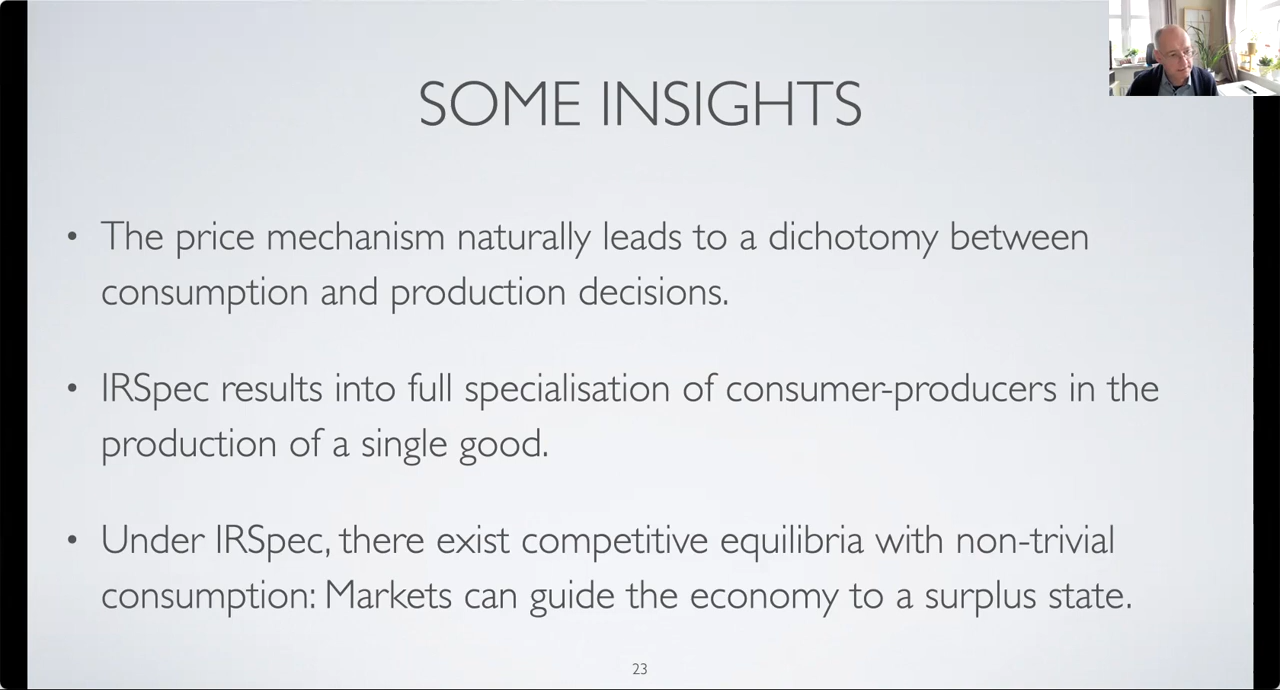 SOME INSIGHTS
• The price mechanism naturally leads to a dichotomy between
consumption and production decisions.
• IRSpec results into full specialisation of consumer-producers in the
production of a single good.
• Under IRSpec, there exist competitive equilibria with non-trivial
consumption: Markets can guide the economy to a surplus state.
23